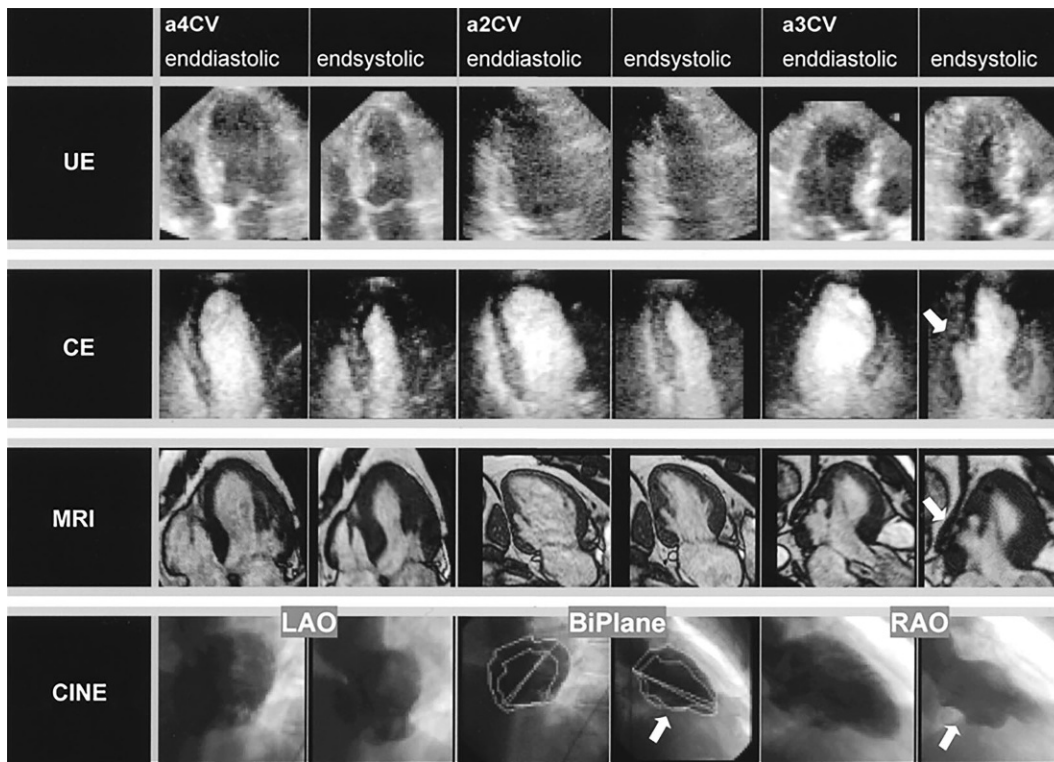 a4CV a2CV a3CV
enddiastolic endsystolic enddiastolic endsystolic enddiastolic endsystolic
UE
CE
MRI
LAO BiPlane RAO
CINE